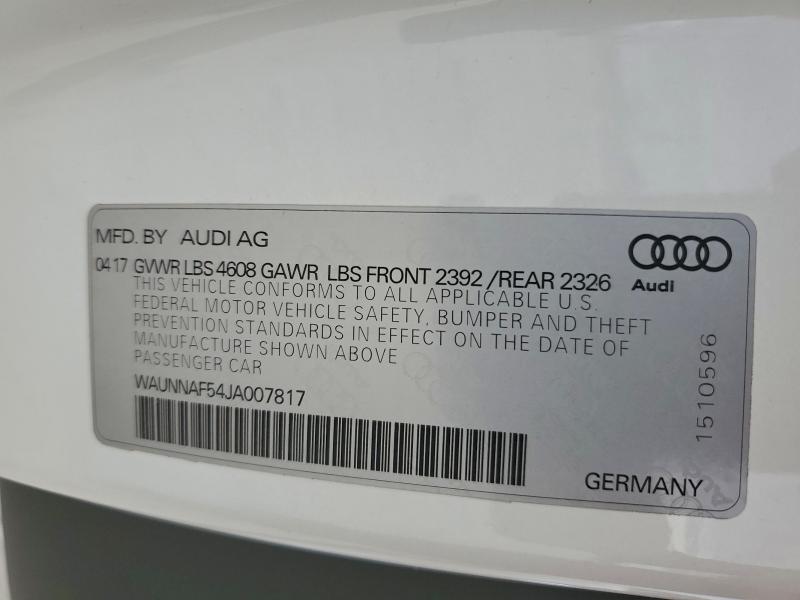 MFD. BY AUDI AG
04 17 GVWR LBS 4608 GAWR LBS FRONT 2392 /REAR 2326
THIS VEHICLE CONFORMS TO ALL APPLICABLE U.S.
FEDERAL MOTOR VEHICLE SAFETY, BUMPER AND THEFT
PREVENTION STANDARDS IN EFFECT ON THE DATE OF
MANUFACTURE SHOWN ABOVE
PASSENGER CAR
WAUNNAF54JA007817
Audi
1510596
GERMANY